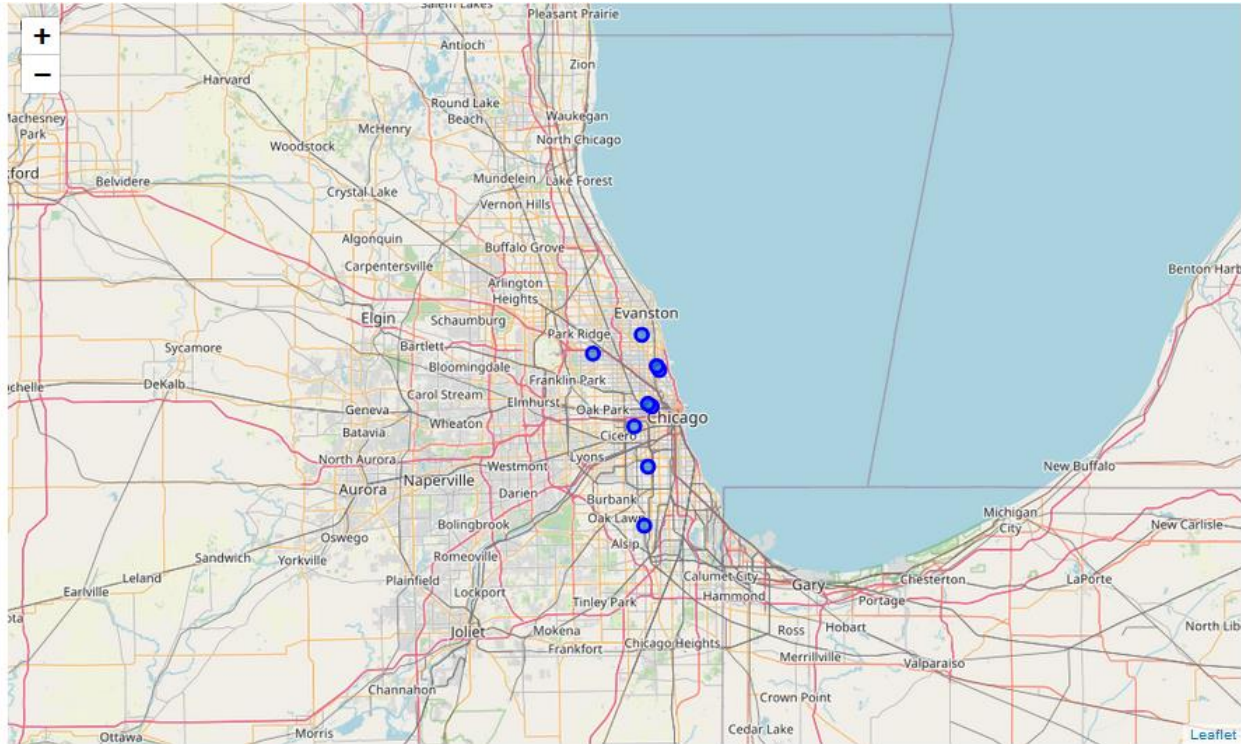 +
−
Salem Lakes
Pleasant Prairie
Antioch
Zion
Harvard
Round Lake
Beach
Waukegan
Machesney
Park
McHenry
North Chicago
Woodstock
ford
Belvidere
Crystal Lake
Mundelein
Lake Forest
Vernon Hills
Algonquin
Buffalo Grove
Carpentersville
Arlington
Heights
Benton Harb
Elgin
Schaumburg
Evanston
Park Ridge
Sycamore
Bartlett
Bloomingdale
Rochelle
DeKalb
Franklin Park
Carol Stream
Elmhurst
Oak Park
Geneva
Chicago
Batavia
Wheaton
Cicero
North Aurora
Westmont
Lyons
New Buffalo
Aurora
Naperville
Darien
Burbank
Oak Lawn
Michigan
City
Oswego
Bolingbrook
New Carlisle
Alsip
Sandwich
Yorkville
Romeoville
Leland
Plainfield
Calumet City
Gary
Chesterton
LaPorte
Earlville
Lockport
Hammond
Portage
Tinley Park
ota
Joliet
Mokena
Ross
Hobart
North Lib
Frankfort
Chicago Heights
Merrillville
Valparaiso
Channahon
Crown Point
Ottawa
Morris
Cedar Lake
Leaflet